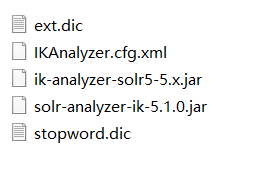 ext.dic
IKAnalyzer.cfg.xml
ik-analyzer-solr5-5.x.jar
solr-analyzer-ik-5.1.0.jar
stopword.dic